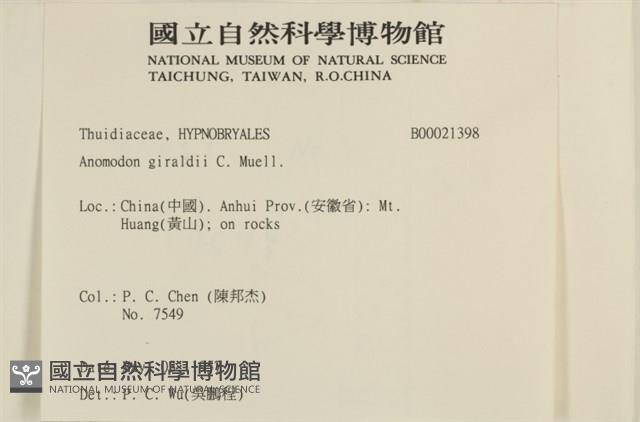 國立自然科學博物館
NATIONAL MUSEUM OF NATURAL SCIENCE
TAICHUNG, TAIWAN, R.O.CHINA
Thuidiaceae, HYPNOBRYALES B00021398
Anomodon giraldii C. Muell.
Loc.: China(中國). Anhui Prov.(安徽省): Mt.
Huang(黃山); on rocks
Col.: P. C. Chen (陳邦杰)
No. 7549
國立自然科學博物館
NATIONAL MUSEUM OF NATURAL SCIENCE
Det.: P. C. Wu(吳鵬程)